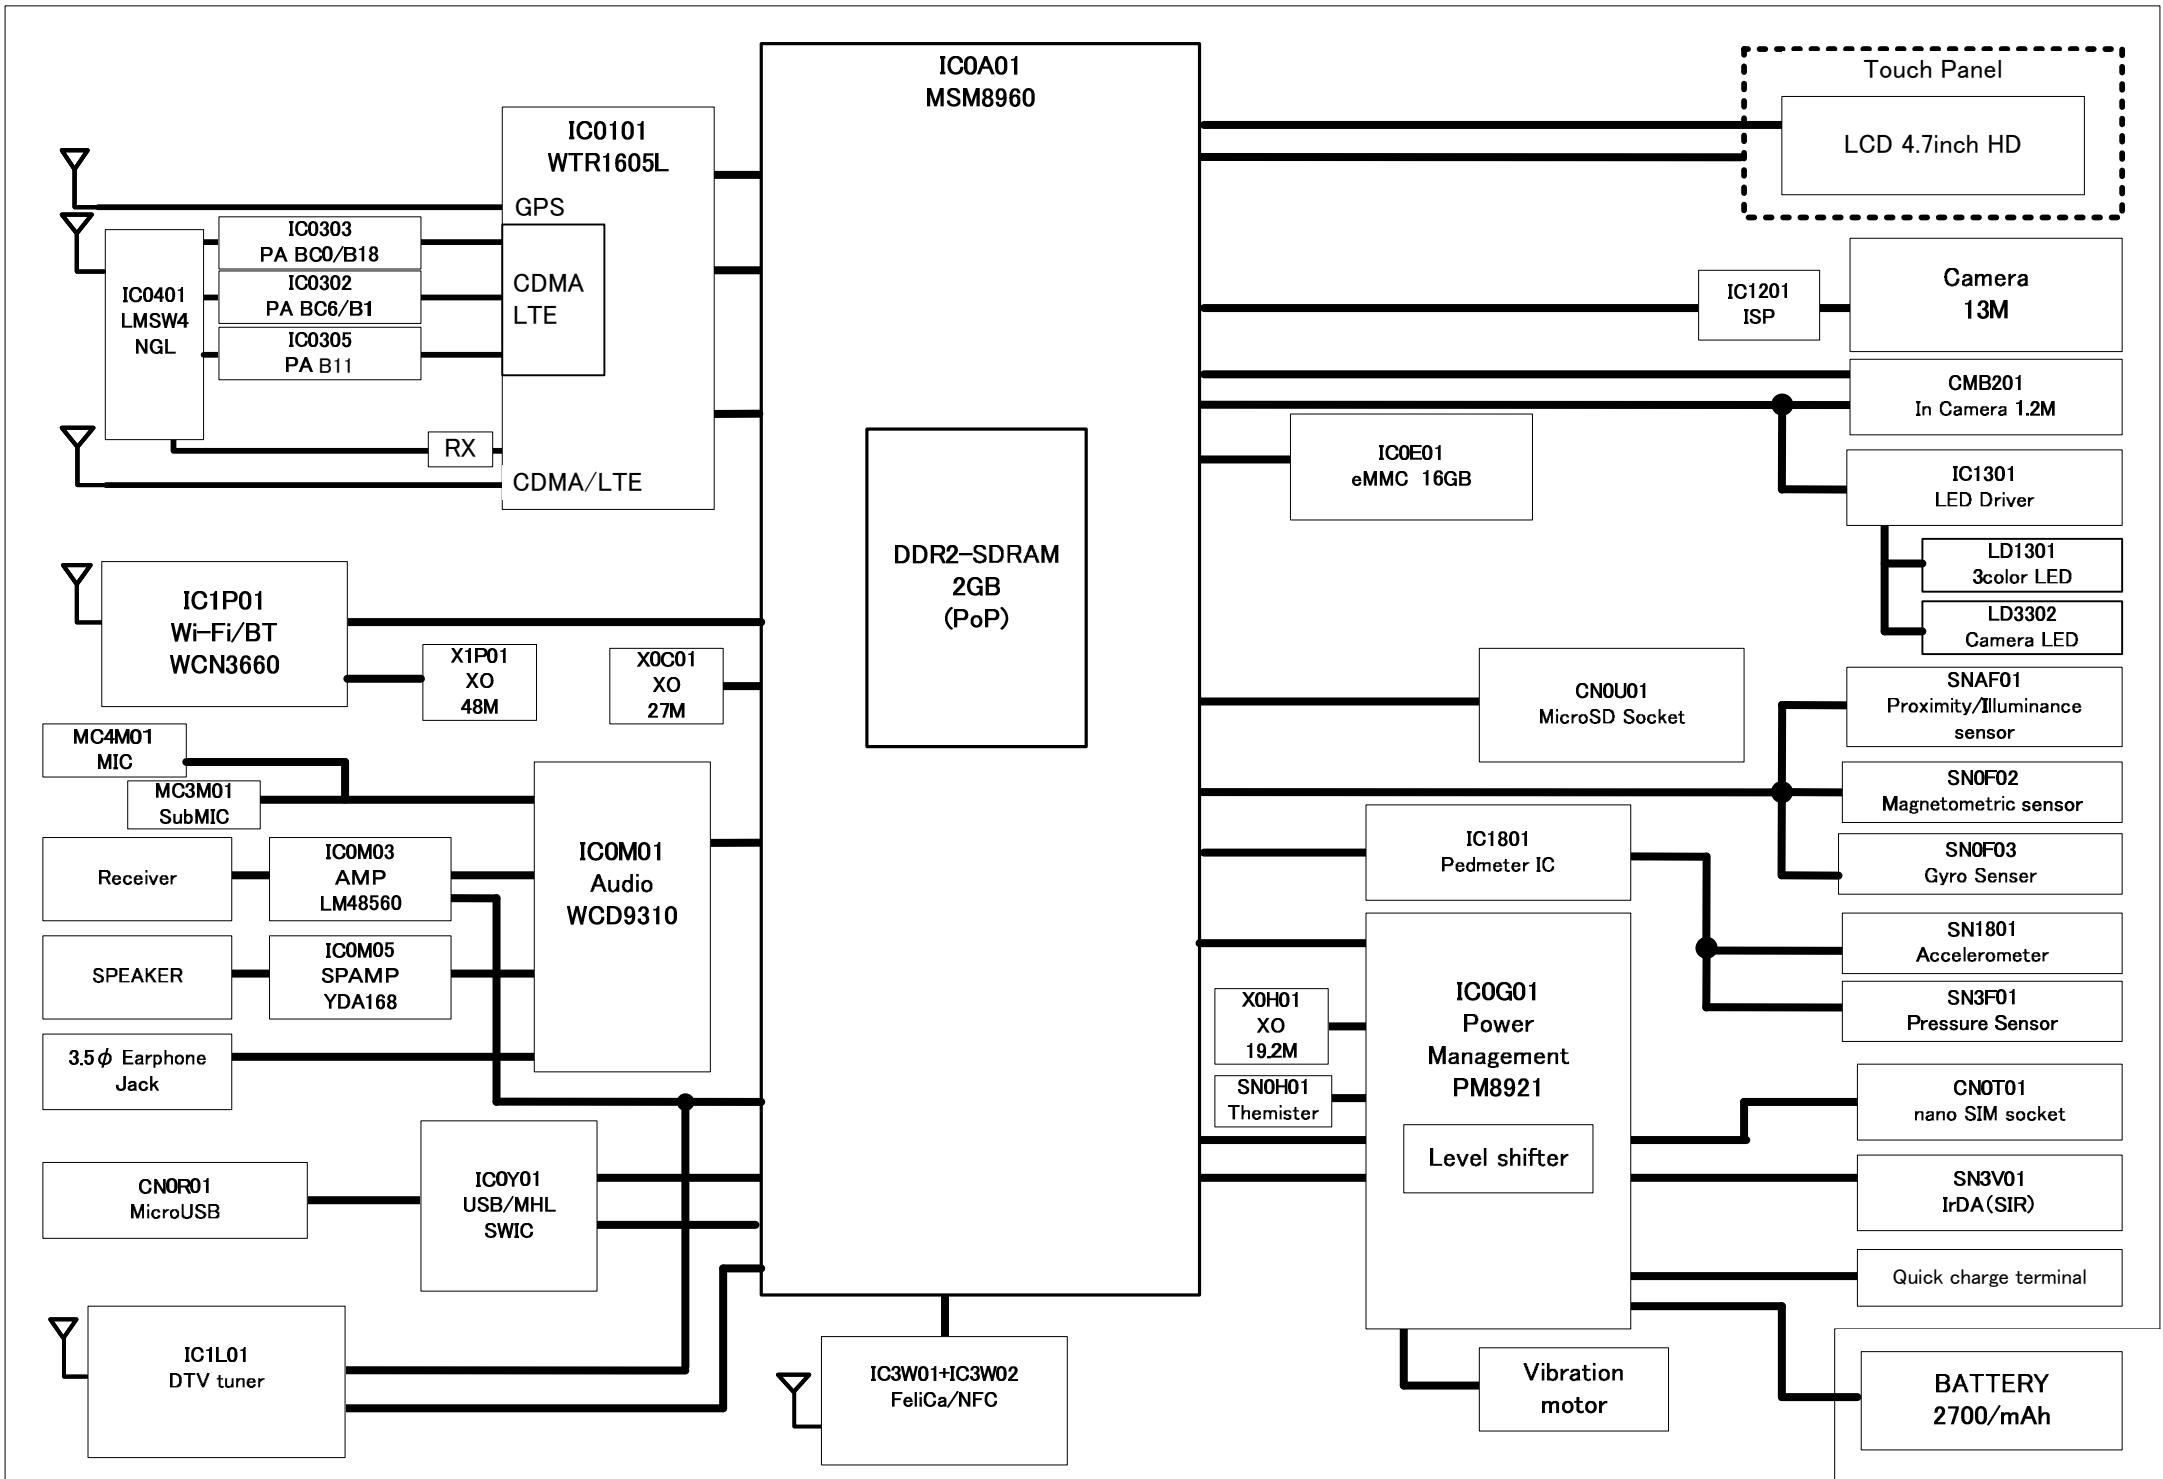 IC0A01
MSM8960
DDR2-SDRAM
2GB
(PoP)
IC0101
WTR1605L
GPS
CDMA
LTE
CDMA/LTE
IC0303
PA BC0/B18
IC0302
PA BC6/B1
IC0305
PA B11
IC0401
LMSW4
NGL
RX
IC1P01
Wi-Fi/BT
WCN3660
X1P01
XO
48M
X0C01
XO
27M
MC4M01
MIC
MC3M01
SubMIC
Receiver
IC0M03
AMP
LM48560
IC0M01
Audio
WCD9310
SPEAKER
IC0M05
SPAMP
YDA168
3.5φ Earphone
Jack
CN0R01
MicroUSB
IC0Y01
USB/MHL
SWIC
IC1L01
DTV tuner
IC3W01+IC3W02
FeliCa/NFC
Touch Panel
LCD 4.7inch HD
IC1201
ISP
Camera
13M
CMB201
In Camera 1.2M
IC0E01
eMMC 16GB
IC1301
LED Driver
LD1301
3color LED
LD3302
Camera LED
CN0U01
MicroSD Socket
SNAF01
Proximity/Illuminance
sensor
SN0F02
Magnetometric sensor
SN0F03
Gyro Senser
IC1801
Pedmeter IC
SN1801
Accelerometer
SN3F01
Pressure Sensor
IC0G01
Power
Management
PM8921
Level shifter
X0H01
XO
19.2M
SN0H01
Themister
CN0T01
nano SIM socket
SN3V01
IrDA(SIR)
Quick charge terminal
Vibration
motor
BATTERY
2700/mAh